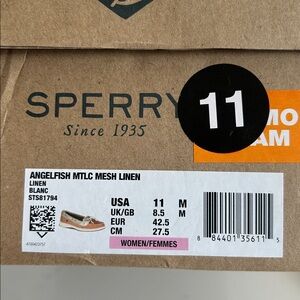 SPERRY
Since 1935
11
MO
AM
ANGELFISH MTLC MESH LINEN
LINEN
BLANC
STS81794
USA 11 M
UK/GB 8.5 M
EUR 42.5
CM 27.5
WOMEN/FEMMES
8 84401 35611 5